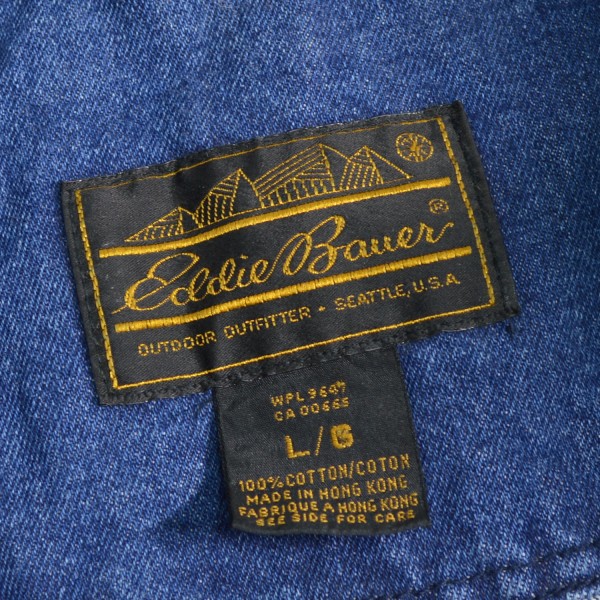 Eddie Bauer®
OUTDOOR OUTFITTER • SEATTLE, U.S.A.
WPL 9647
CA 00665
L/G
100% COTTON/COTON
MADE IN HONG KONG
FABRIQUE A HONG KONG
SEE SIDE FOR CARE